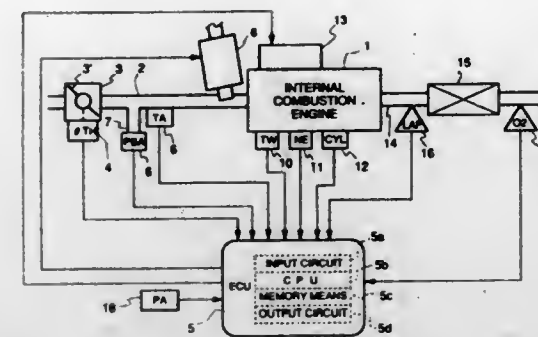 13
6
1
3'
3
2
15
INTERNAL
COMBUSTION
ENGINE
7
TA
θTH
PBA
4
6
6
TW
NE
CYL
10
11
12
14
LAF
16
O2
5a
INPUT CIRCUIT
5b
ECU
C P U
MEMORY MEANS
5c
OUTPUT CIRCUIT
5d
18
PA
5